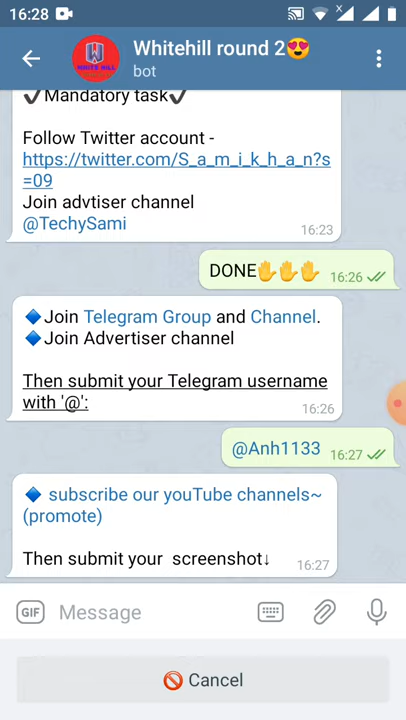 16:28
Whitehill round 2😍
WHITE HILL
bot
✔Mandatory task✔
Follow Twitter account -
https://twitter.com/S_a_m_i_k_h_a_n?s
=09
Join advtiser channel
@TechySami
16:23
DONE✋✋✋ 16:26
🔷Join Telegram Group and Channel.
🔷Join Advertiser channel
Then submit your Telegram username
with '@':
16:26
@Anh1133 16:27
🔷 subscribe our youTube channels~
(promote)
Then submit your screenshot↓
16:27
GIF Message
🚫 Cancel